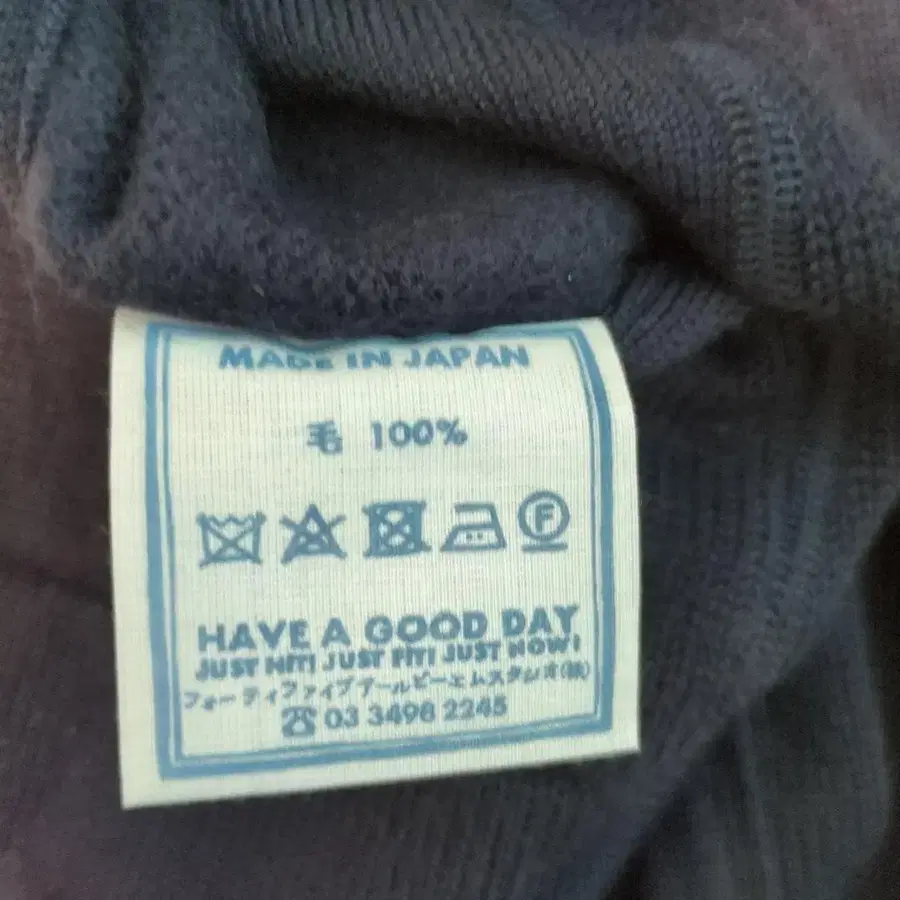 MADE IN JAPAN
毛 100%
F
HAVE A GOOD DAY
JUST HIT! JUST FIT! JUST NOW!
フォーティファイブアールピーエムスタジオ(株)
☎ 03 3498 2245